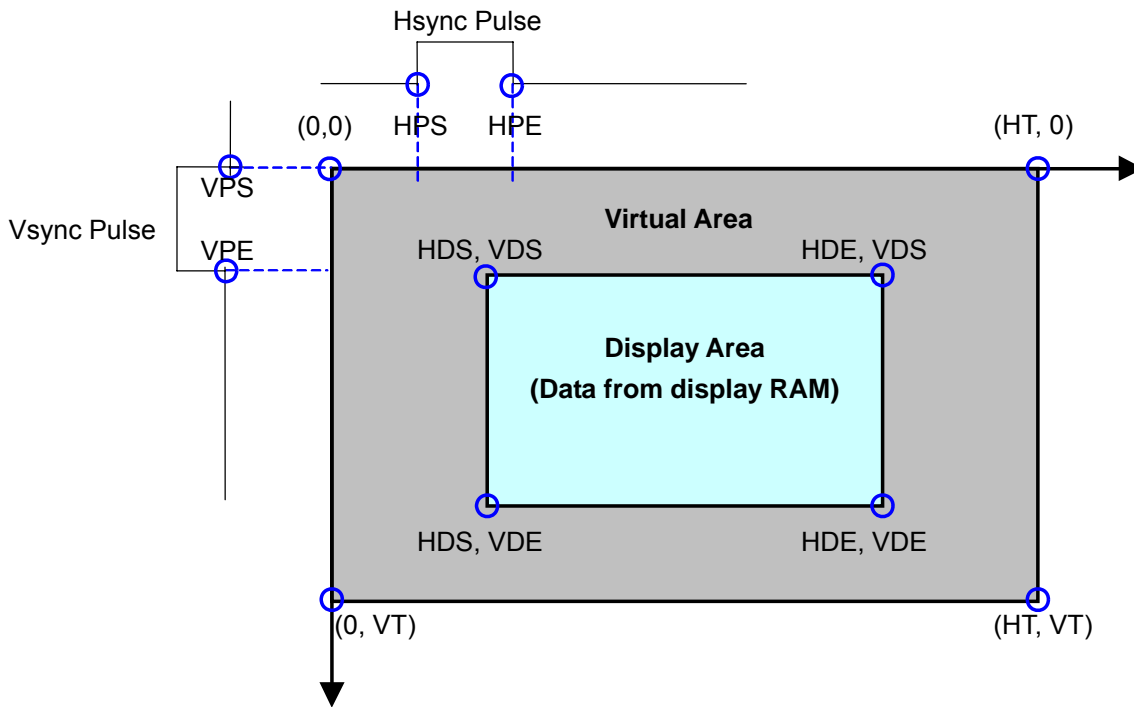 Hsync Pulse
(0,0)
HPS
HPE
(HT, 0)
VPS
Vsync Pulse
VPE
Virtual Area
HDS, VDS
HDE, VDS
Display Area
(Data from display RAM)
HDS, VDE
HDE, VDE
(0, VT)
(HT, VT)